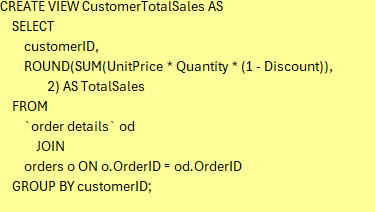 CREATE VIEW CustomerTotalSales AS
SELECT
customerID,
ROUND(SUM(UnitPrice * Quantity * (1 - Discount)),
2) AS TotalSales
FROM
`order details` od
JOIN
orders o ON o.OrderID = od.OrderID
GROUP BY customerID;